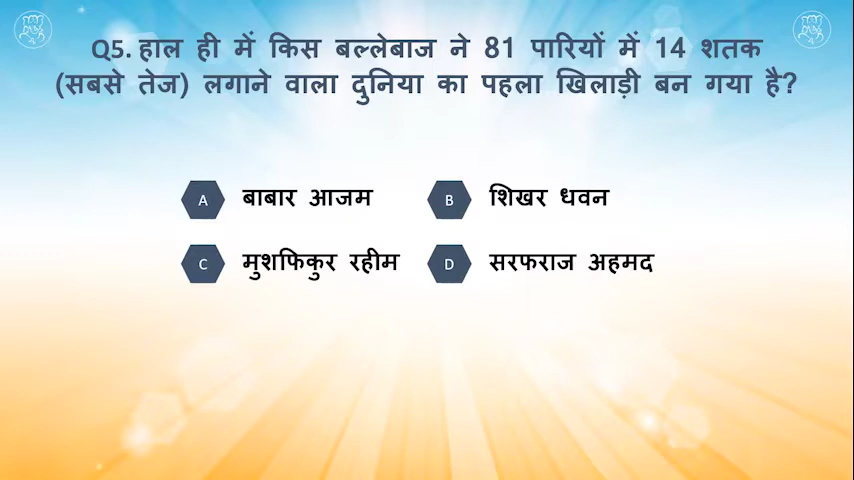 Q5. हाल ही में किस बल्लेबाज ने 81 पारियों में 14 शतक
(सबसे तेज) लगाने वाला दुनिया का पहला खिलाड़ी बन गया है?
A बाबार आजम B शिखर धवन
C मुशफिकुर रहीम D सरफराज अहमद